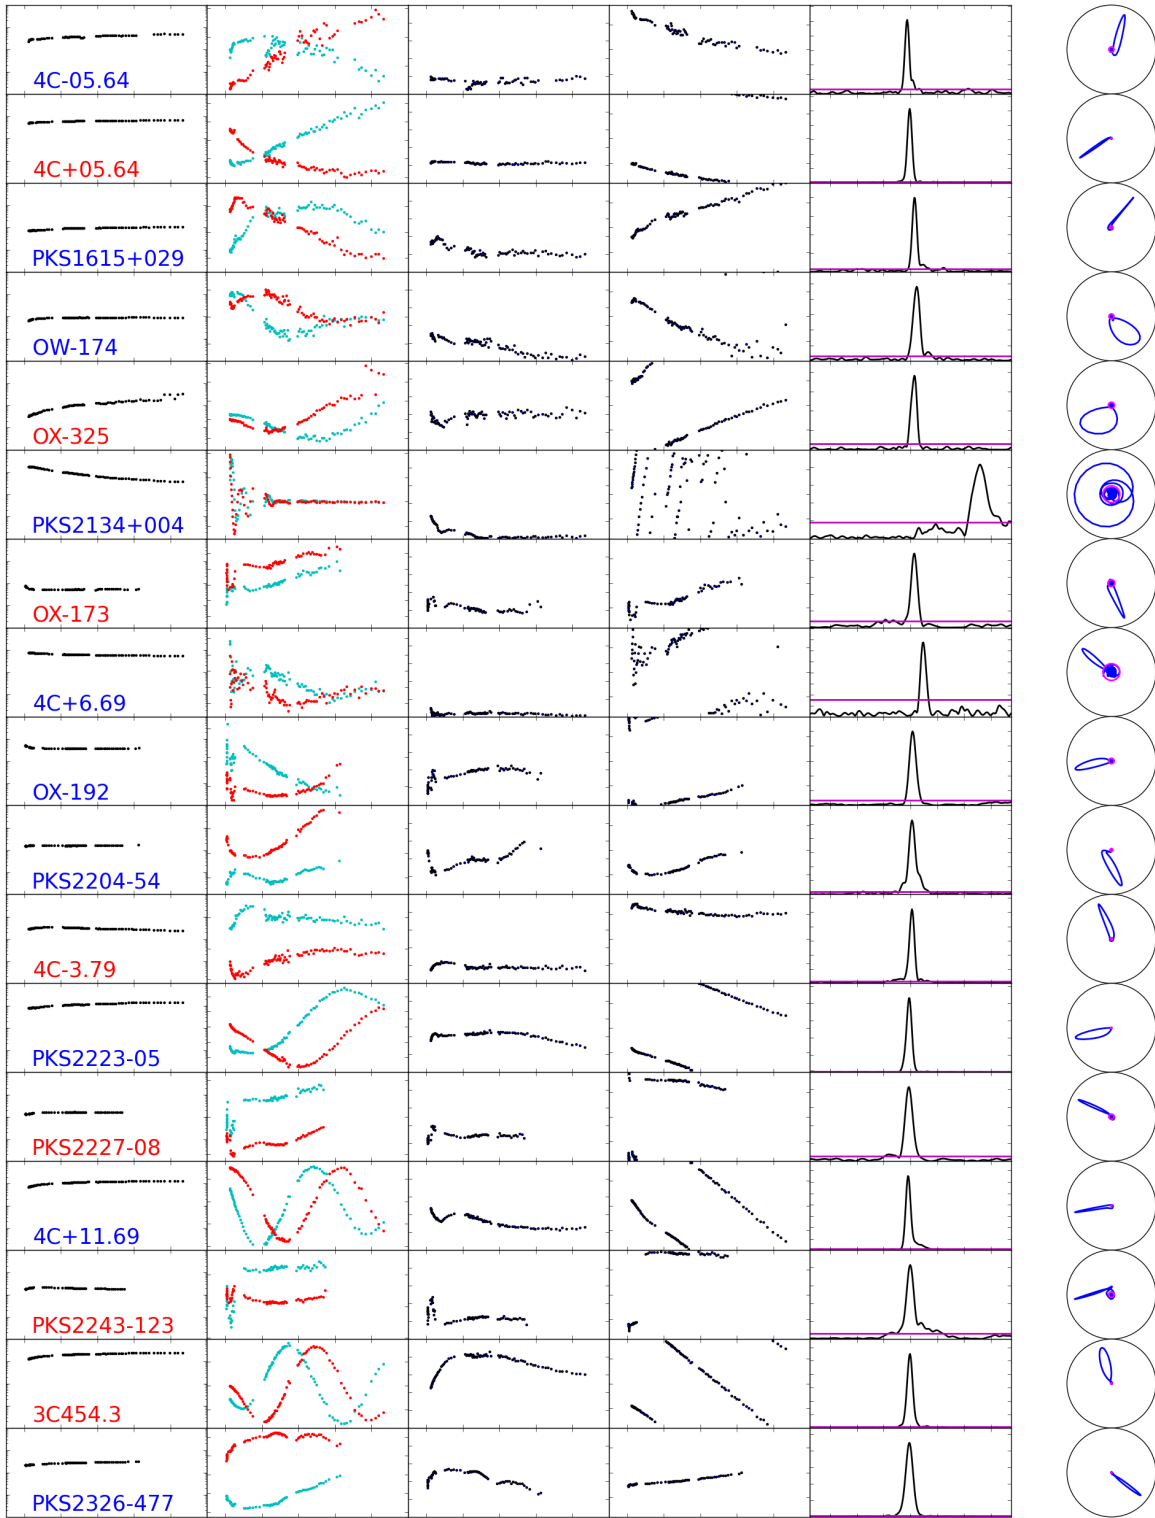 4C-05.64
4C+05.64
PKS1615+029
OW-174
OX-325
PKS2134+004
OX-173
4C+6.69
OX-192
PKS2204-54
4C-3.79
PKS2223-05
PKS2227-08
4C+11.69
PKS2243-123
3C454.3
PKS2326-477